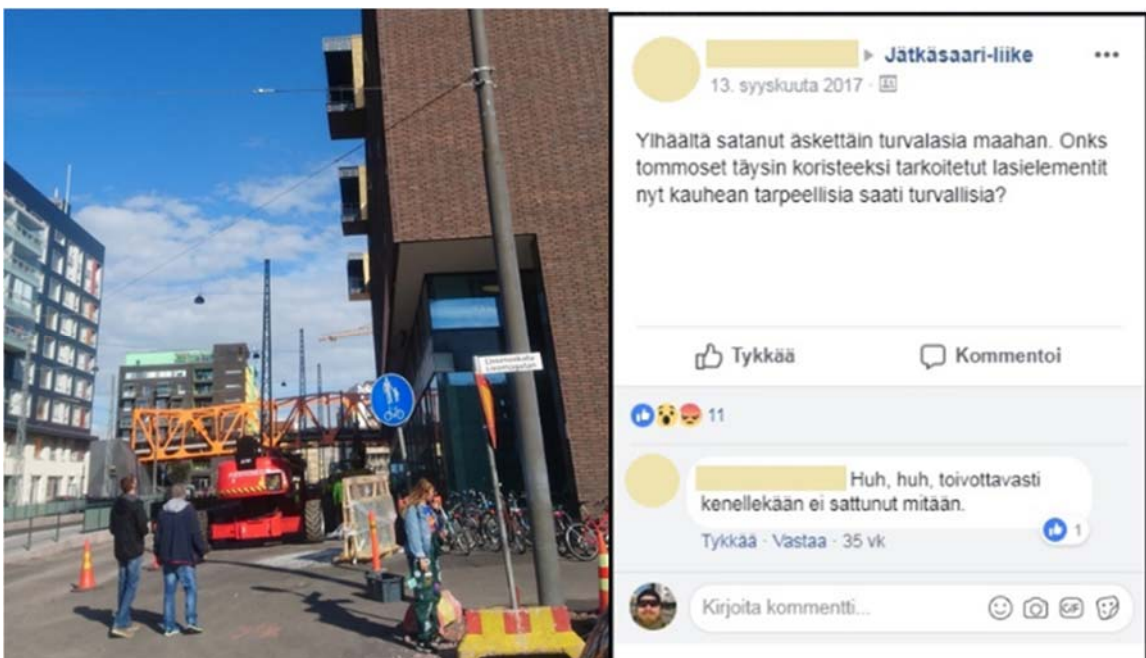 Jätkäsaari-liike
13. syyskuuta 2017 ·
Ylhäältä satanut äskettäin turvalasia maahan. Onks
tommoset täysin koristeeksi tarkoitetut lasielementit
nyt kauhean tarpeellisia saati turvallisia?
Tykkää
Kommentoi
11
Huh, huh, toivottavasti
kenellekään ei sattunut mitään.
1
Tykkää · Vastaa · 35 vk
Kirjoita kommentti...
GIF